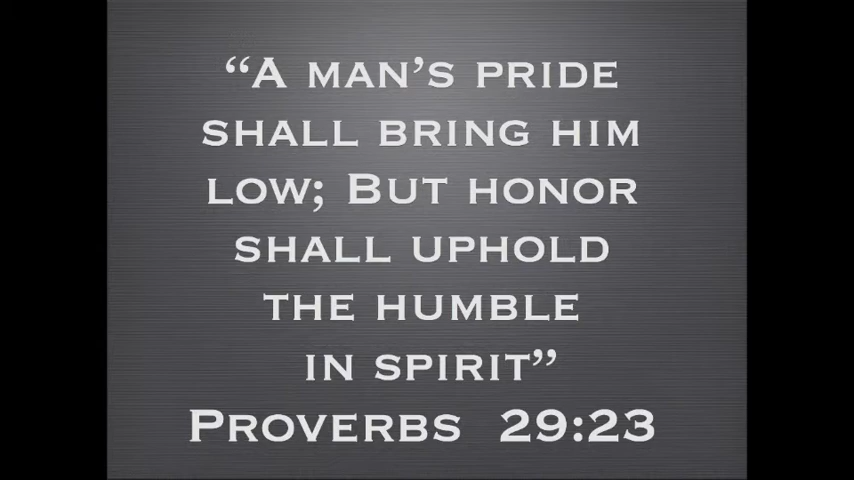 “A man’s pride
shall bring him
low; But honor
shall uphold
the humble
in spirit”
Proverbs 29:23